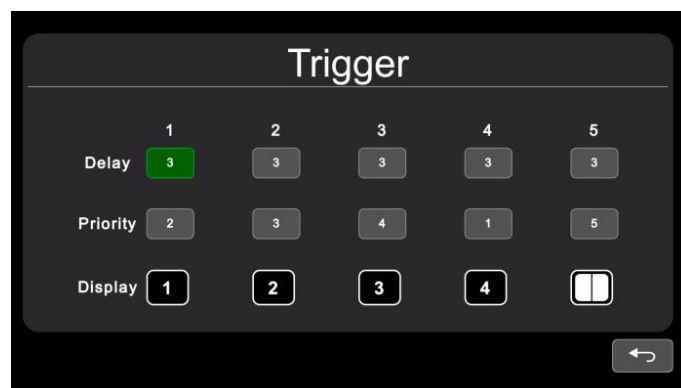 Trigger
1 2 3 4 5
Delay 3 3 3 3 3
Priority 2 3 4 1 5
Display 1 2 3 4